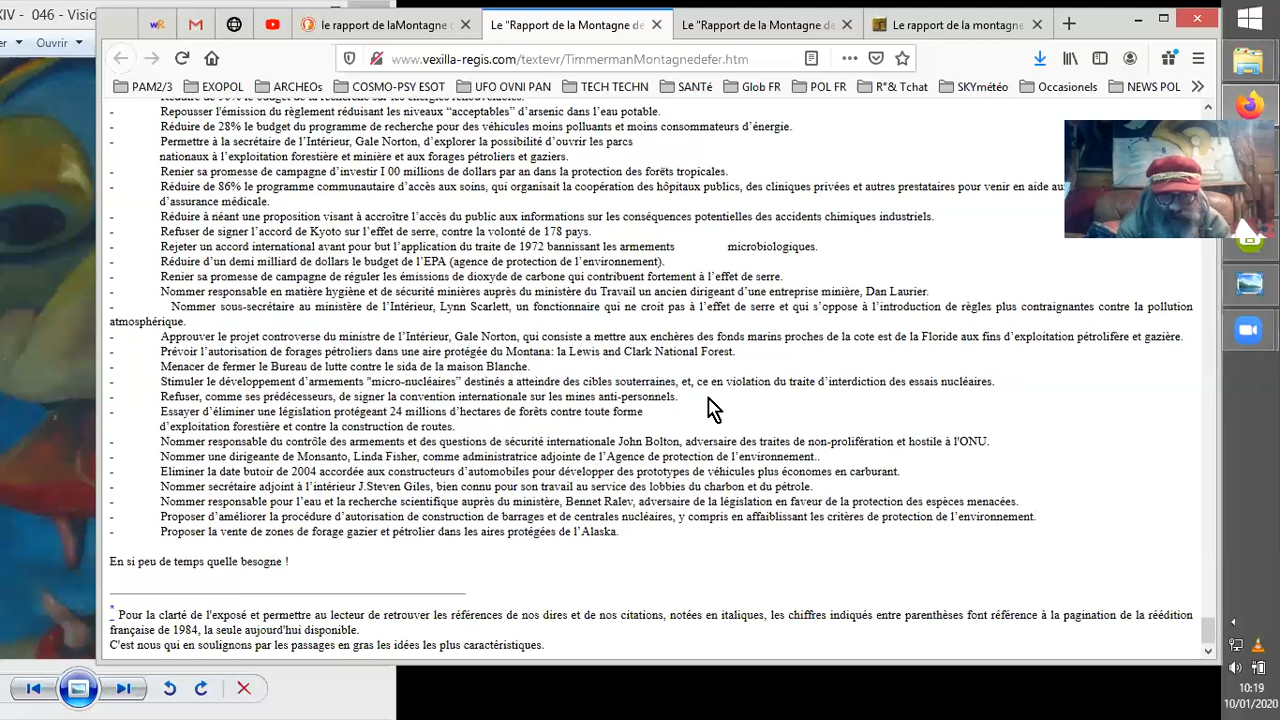 XIV - 046 - Visio
Ouvrir
le rapport de laMontagne d
Le "Rapport de la Montagne de
Le "Rapport de la Montagne de
Le rapport de la montagne
www.vexilla-regis.com/textevr/TimmermanMontagnedefer.htm
PAM2/3 EXOPOL ARCHEOs COSMO-PSY ESOT UFO OVNI PAN TECH TECHN SANTé Glob FR POL FR R°& Tchat SKYmétéo Occasionels NEWS POL
- Réduire de 50% le budget de la recherche sur les énergies renouvelables.
- Repousser l'émission du règlement réduisant les niveaux “acceptables” d’arsenic dans l’eau potable.
- Réduire de 28% le budget du programme de recherche pour des véhicules moins polluants et moins consommateurs d’énergie.
- Permettre à la secrétaire de l’Intérieur, Gale Norton, d’explorer la possibilité d’ouvrir les parcs
nationaux à l’exploitation forestière et minière et aux forages pétroliers et gaziers.
- Renier sa promesse de campagne d’investir I 00 millions de dollars par an dans la protection des forêts tropicales.
- Réduire de 86% le programme communautaire d’accès aux soins, qui organisait la coopération des hôpitaux publics, des cliniques privées et autres prestataires pour venir en aide au
d’assurance médicale.
- Réduire à néant une proposition visant à accroître l’accès du public aux informations sur les conséquences potentielles des accidents chimiques industriels.
- Refuser de signer l’accord de Kyoto sur l’effet de serre, contre la volonté de 178 pays.
- Rejeter un accord international avant pour but l’application du traite de 1972 bannissant les armements microbiologiques.
- Réduire d’un demi milliard de dollars le budget de l’EPA (agence de protection de l’environnement).
- Renier sa promesse de campagne de réguler les émissions de dioxyde de carbone qui contribuent fortement à l’effet de serre.
- Nommer responsable en matière hygiène et de sécurité minières auprès du ministère du Travail un ancien dirigeant d’une entreprise minière, Dan Laurier.
- Nommer sous-secrétaire au ministère de l’Intérieur, Lynn Scarlett, un fonctionnaire qui ne croit pas à l’effet de serre et qui s’oppose à l’introduction de règles plus contraignantes contre la pollution
atmosphérique.
- Approuver le projet controverse du ministre de l’Intérieur, Gale Norton, qui consiste a mettre aux enchères des fonds marins proches de la cote est de la Floride aux fins d’exploitation pétrolifère et gazière.
- Prévoir l’autorisation de forages pétroliers dans une aire protégée du Montana: la Lewis and Clark National Forest.
- Menacer de fermer le Bureau de lutte contre le sida de la maison Blanche.
- Stimuler le développement d’armements "micro-nucléaires” destinés a atteindre des cibles souterraines, et, ce en violation du traite d’interdiction des essais nucléaires.
- Refuser, comme ses prédécesseurs, de signer la convention internationale sur les mines anti-personnels.
- Essayer d’éliminer une législation protégeant 24 millions d’hectares de forêts contre toute forme
d’exploitation forestière et contre la construction de routes.
- Nommer responsable du contrôle des armements et des questions de sécurité internationale John Bolton, adversaire des traites de non-prolifération et hostile à l'ONU.
- Nommer une dirigeante de Monsanto, Linda Fisher, comme administratrice adjointe de l’Agence de protection de l’environnement..
- Eliminer la date butoir de 2004 accordée aux constructeurs d’automobiles pour développer des prototypes de véhicules plus économes en carburant.
- Nommer secrétaire adjoint à l’intérieur J.Steven Giles, bien connu pour son travail au service des lobbies du charbon et du pétrole.
- Nommer responsable pour l’eau et la recherche scientifique auprès du ministère, Bennet Ralev, adversaire de la législation en faveur de la protection des espèces menacées.
- Proposer d’améliorer la procédure d’autorisation de construction de barrages et de centrales nucléaires, y compris en affaiblissant les critères de protection de l’environnement.
- Proposer la vente de zones de forage gazier et pétrolier dans les aires protégées de l’Alaska.
En si peu de temps quelle besogne !
* Pour la clarté de l'exposé et permettre au lecteur de retrouver les références de nos dires et de nos citations, notées en italiques, les chiffres indiqués entre parenthèses font référence à la pagination de la réédition
française de 1984, la seule aujourd'hui disponible.
C'est nous qui en soulignons par les passages en gras les idées les plus caractéristiques.
10:19
10/01/2020